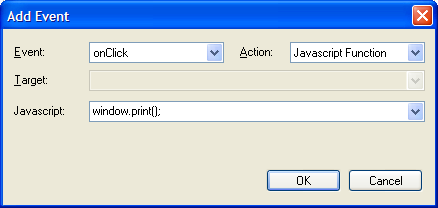 Add Event
Event: onClick Action: Javascript Function
Target:
Javascript: window.print();
OK Cancel